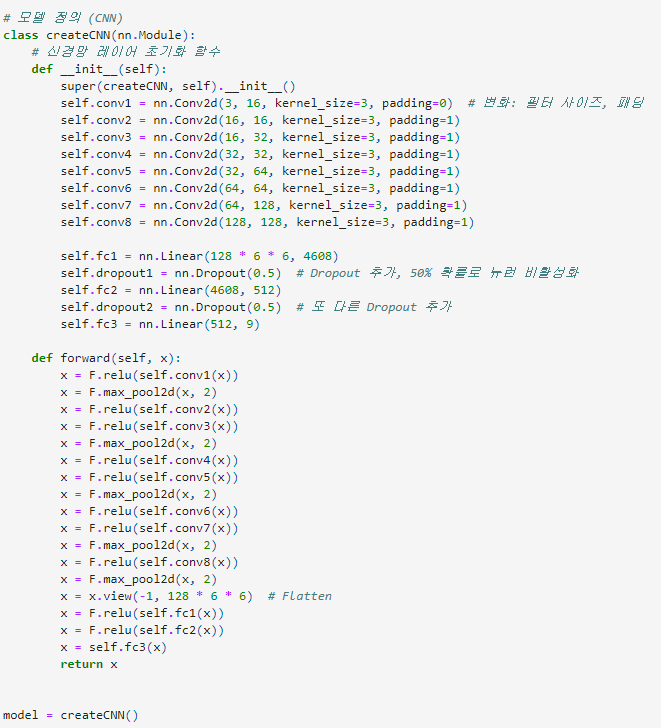 # 모델 정의 (CNN)
class createCNN(nn.Module):
    # 신경망 레이어 초기화 함수
    def __init__(self):
        super(createCNN, self).__init__()
        self.conv1 = nn.Conv2d(3, 16, kernel_size=3, padding=0)  # 변화: 필터 사이즈, 패딩
        self.conv2 = nn.Conv2d(16, 16, kernel_size=3, padding=1)
        self.conv3 = nn.Conv2d(16, 32, kernel_size=3, padding=1)
        self.conv4 = nn.Conv2d(32, 32, kernel_size=3, padding=1)
        self.conv5 = nn.Conv2d(32, 64, kernel_size=3, padding=1)
        self.conv6 = nn.Conv2d(64, 64, kernel_size=3, padding=1)
        self.conv7 = nn.Conv2d(64, 128, kernel_size=3, padding=1)
        self.conv8 = nn.Conv2d(128, 128, kernel_size=3, padding=1)

        self.fc1 = nn.Linear(128 * 6 * 6, 4608)
        self.dropout1 = nn.Dropout(0.5)  # Dropout 추가, 50% 확률로 뉴런 비활성화
        self.fc2 = nn.Linear(4608, 512)
        self.dropout2 = nn.Dropout(0.5)  # 또 다른 Dropout 추가
        self.fc3 = nn.Linear(512, 9)

    def forward(self, x):
        x = F.relu(self.conv1(x))
        x = F.max_pool2d(x, 2)
        x = F.relu(self.conv2(x))
        x = F.relu(self.conv3(x))
        x = F.max_pool2d(x, 2)
        x = F.relu(self.conv4(x))
        x = F.relu(self.conv5(x))
        x = F.max_pool2d(x, 2)
        x = F.relu(self.conv6(x))
        x = F.relu(self.conv7(x))
        x = F.max_pool2d(x, 2)
        x = F.relu(self.conv8(x))
        x = F.max_pool2d(x, 2)
        x = x.view(-1, 128 * 6 * 6)  # Flatten
        x = F.relu(self.fc1(x))
        x = F.relu(self.fc2(x))
        x = self.fc3(x)
        return x

model = createCNN()